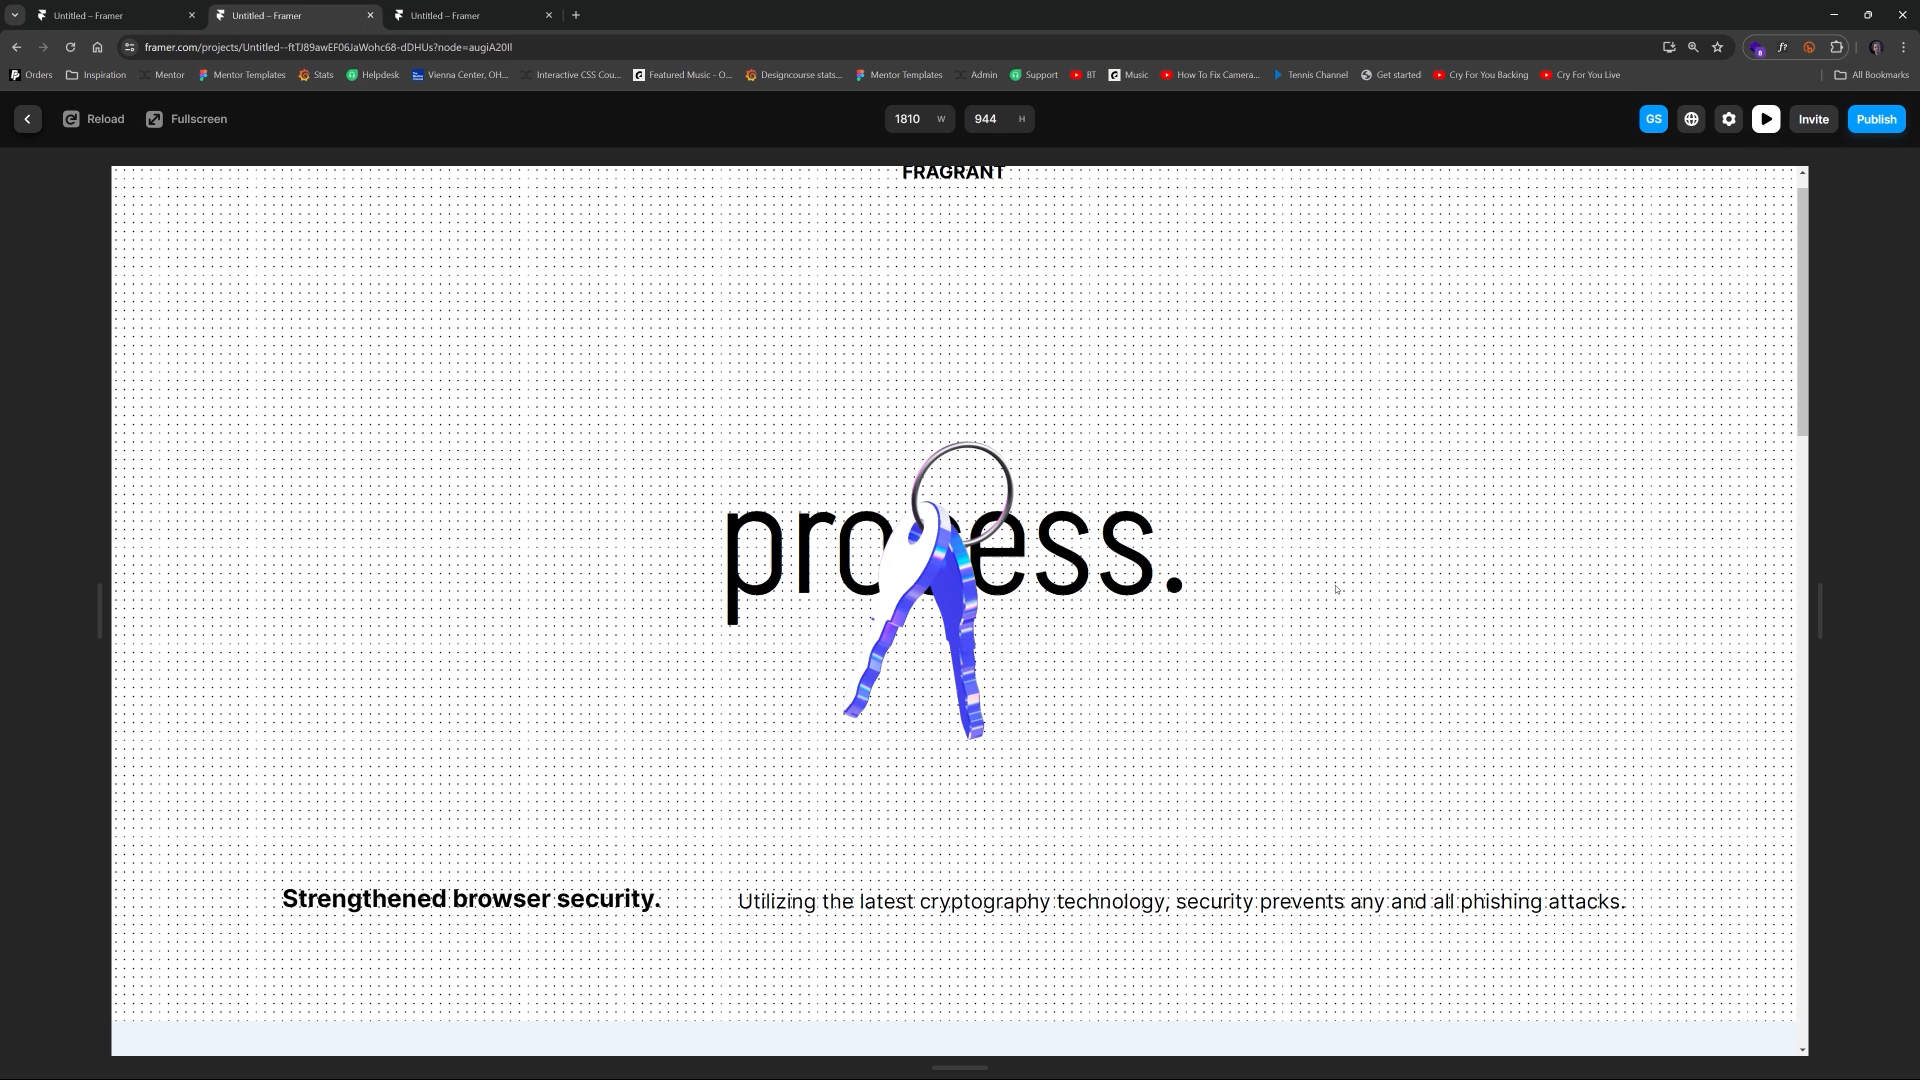 Untitled – Framer
Untitled – Framer
Untitled – Framer
framer.com/projects/Untitled--ftTJ89awEF06JaWohc68-dDHUs?node=augiA20Il
Orders
Inspiration
Mentor
Mentor Templates
Stats
Helpdesk
Vienna Center, OH...
Interactive CSS Cou...
Featured Music - O...
Designcourse stats...
Mentor Templates
Admin
Support
BT
Music
How To Fix Camera...
Tennis Channel
Get started
Cry For You Backing
Cry For You Live
All Bookmarks
Reload
Fullscreen
1810 W
944 H
GS
Invite
Publish
FRAGRANT
process.
Strengthened browser security.
Utilizing the latest cryptography technology, security prevents any and all phishing attacks.